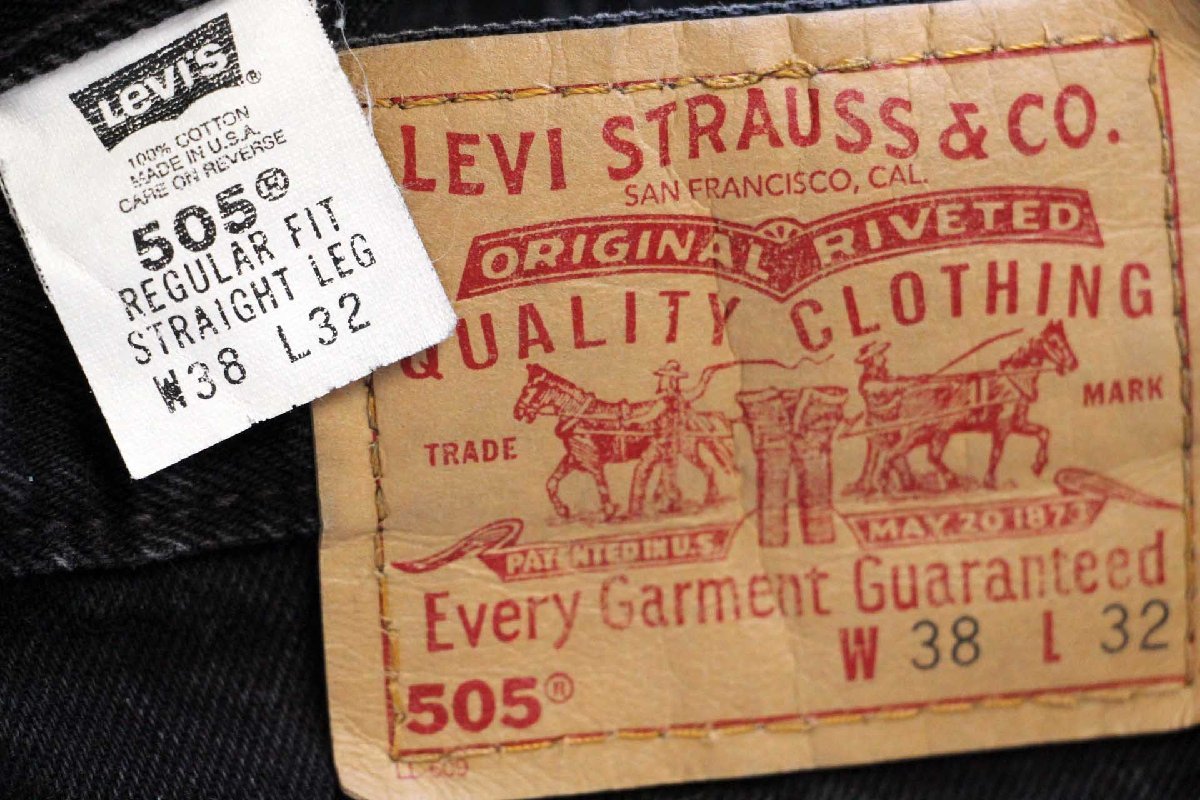 Levi's®
100% COTTON
MADE IN U.S.A.
CARE ON REVERSE
505®
REGULAR FIT
STRAIGHT LEG
W38 L32
LEVI STRAUSS & CO.
SAN FRANCISCO, CAL.
ORIGINAL RIVETED
QUALITY CLOTHING
TRADE MARK
PATENTED IN U.S. MAY 20 1873
Every Garment Guaranteed
W 38 L 32
505®